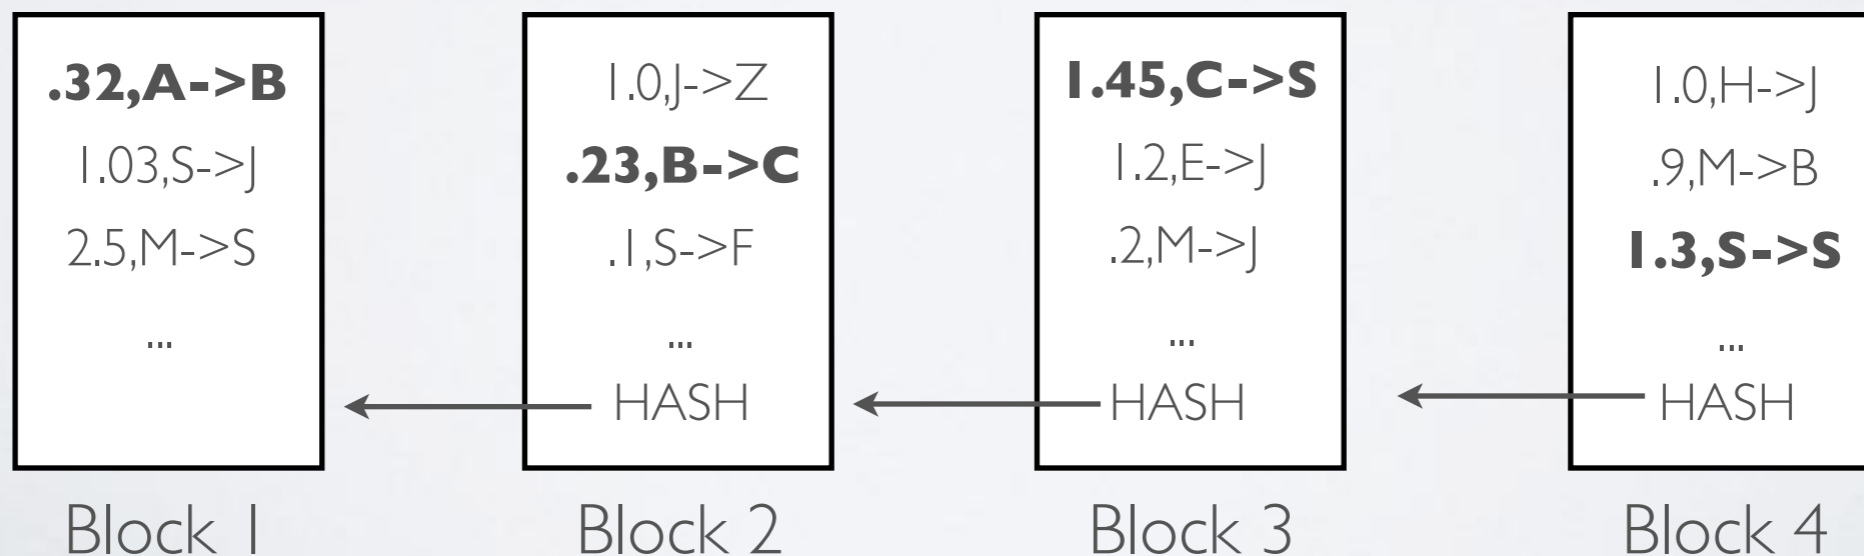 .32,A->B
1.03,S->J
2.5,M->S
...
Block 1
1.0,J->Z
.23,B->C
.1,S->F
...
HASH
Block 2
1.45,C->S
1.2,E->J
.2,M->J
...
HASH
Block 3
1.0,H->J
.9,M->B
1.3,S->S
...
HASH
Block 4